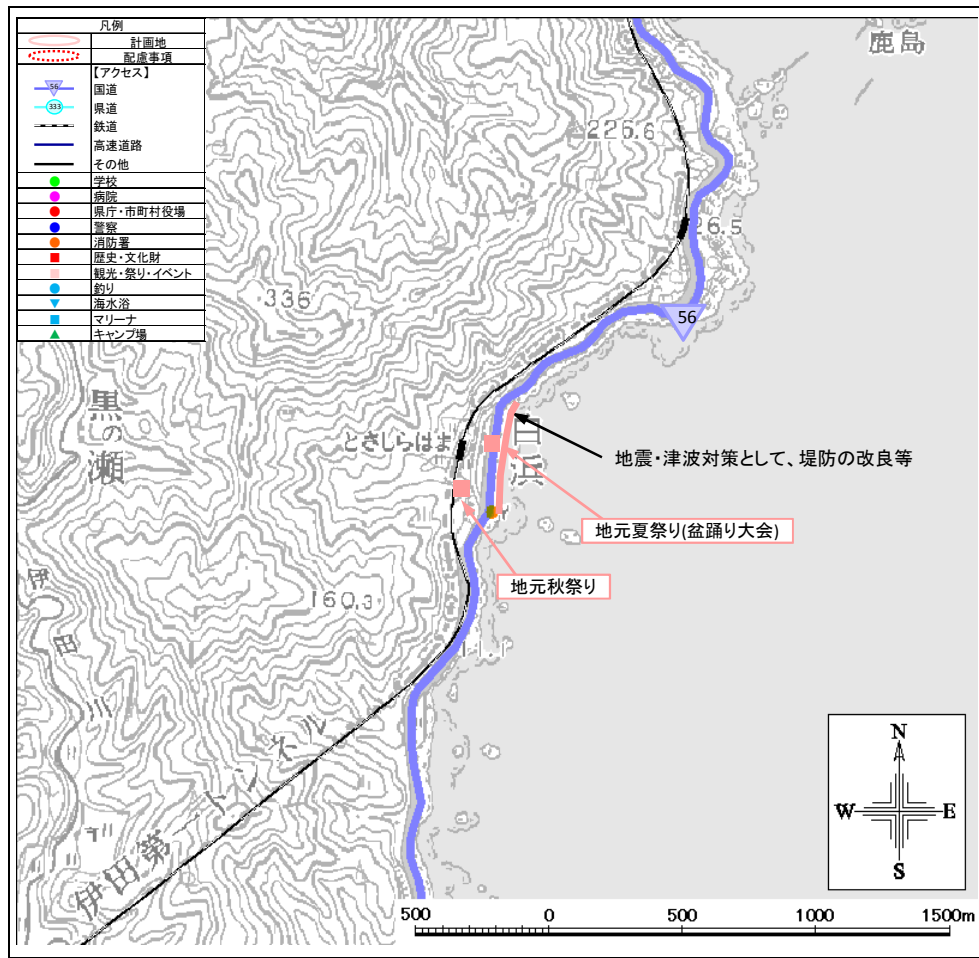 凡例
計画地
配慮事項
【アクセス】
56
国道
333
県道
鉄道
高速道路
その他
学校
病院
県庁・市町村役場
警察
消防署
歴史・文化財
観光・祭り・イベント
釣り
海水浴
マリーナ
キャンプ場
鹿島
226.6
26.5
336
56
黒の瀬
とさしらはま
白浜
地震・津波対策として、堤防の改良等
地元夏祭り(盆踊り大会)
地元秋祭り
160.3
伊田川
伊田第一トンネル
N
W
E
S
500
0
500
1000
1500m